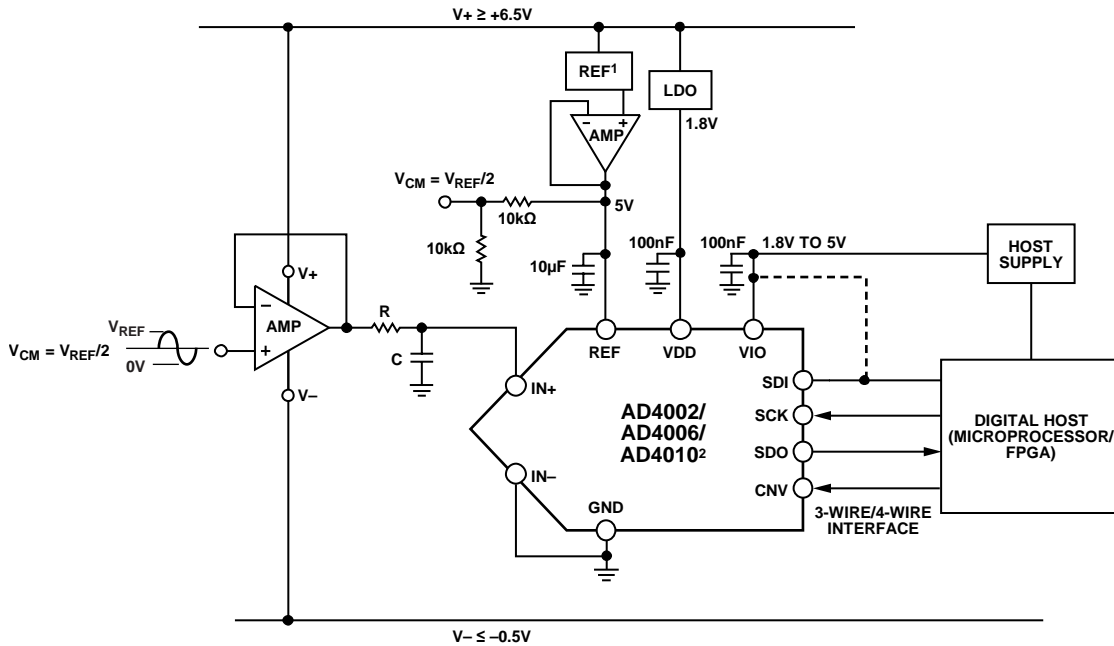 V+ ≥ +6.5V
REF1
LDO
1.8V
– +
AMP
VCM = VREF/2
10kΩ
5V
10kΩ
10µF
100nF
100nF
1.8V TO 5V
HOST
SUPPLY
V+
–
AMP
+
V–
R
C
VREF
VCM = VREF/2
0V
REF
VDD
VIO
IN+
IN–
AD4002/
AD4006/
AD4010²
GND
SDI
SCK
SDO
CNV
DIGITAL HOST
(MICROPROCESSOR/
FPGA)
3-WIRE/4-WIRE
INTERFACE
V– ≤ –0.5V